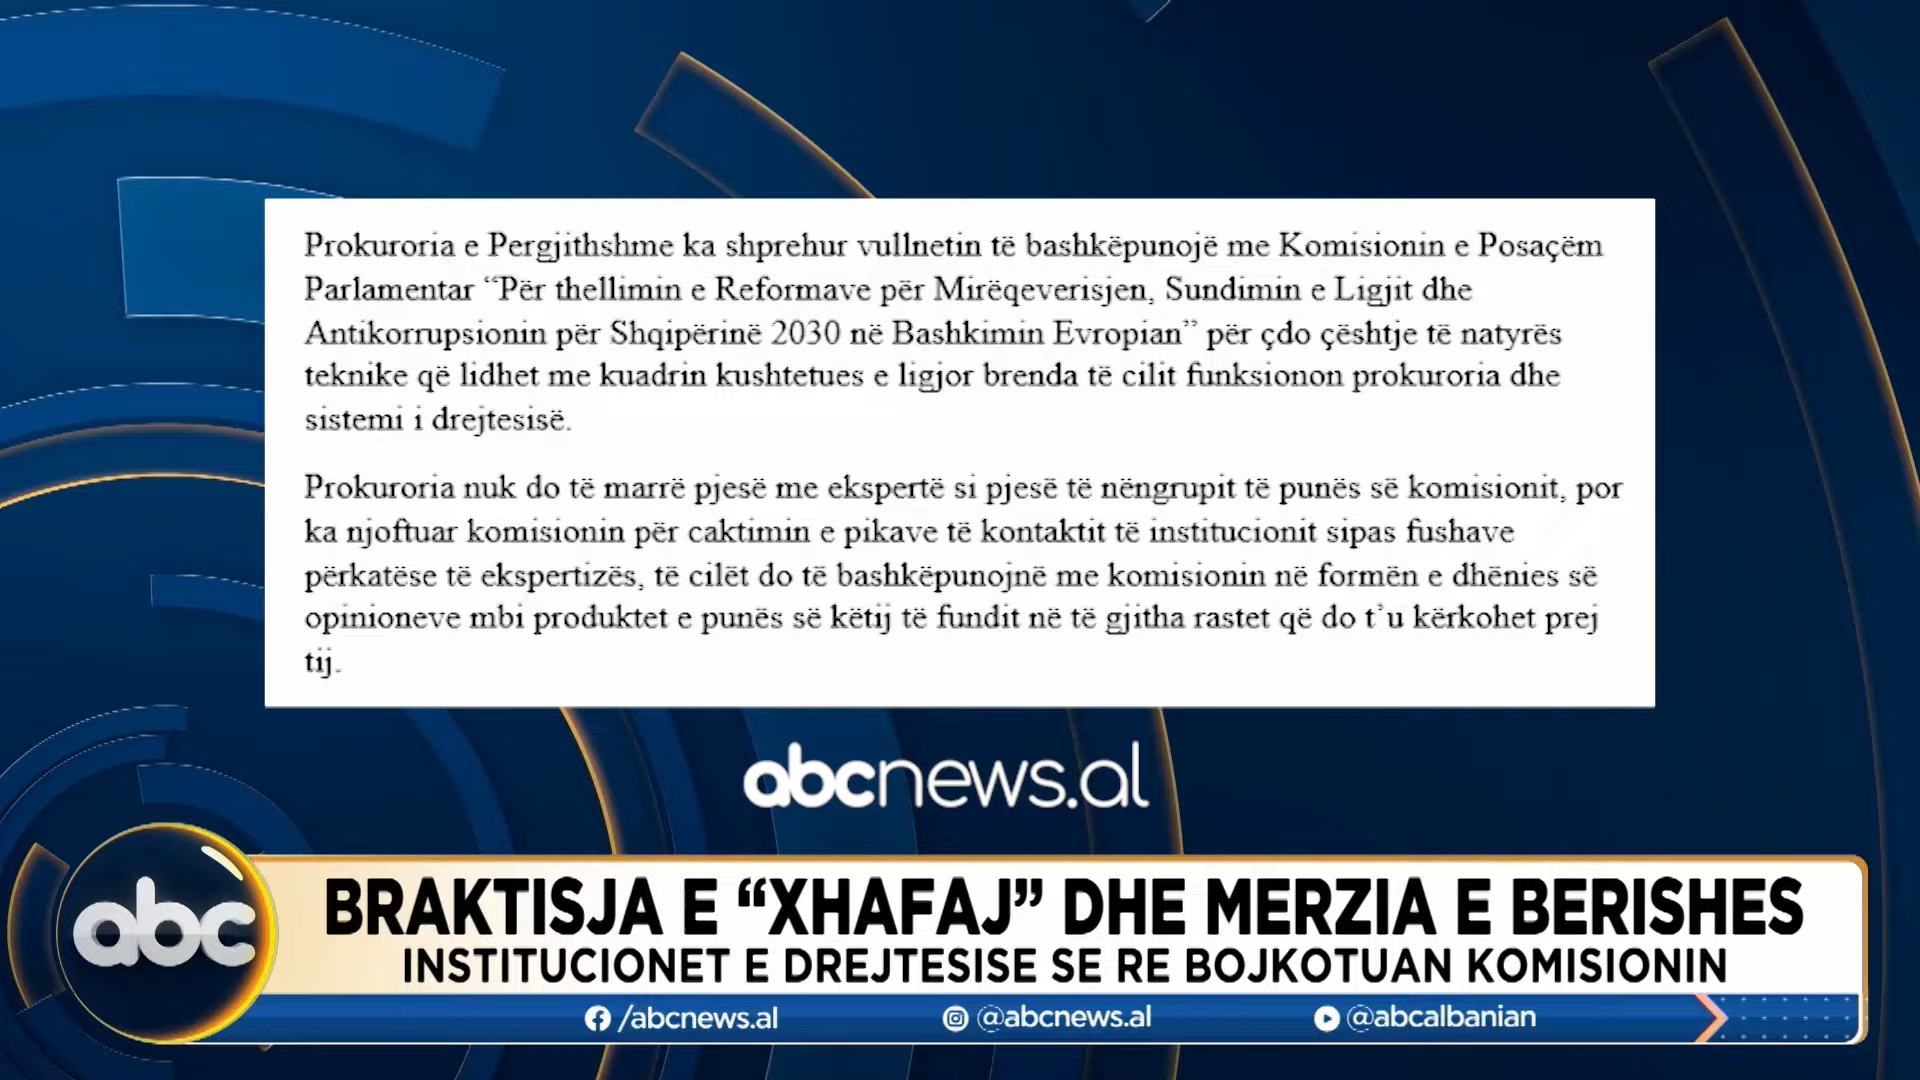 Prokuroria e Pergjithshme ka shprehur vullnetin të bashkëpunojë me Komisionin e Posaçëm
Parlamentar “Për thellimin e Reformave për Mirëqeverisjen, Sundimin e Ligjit dhe
Antikorrupsionin për Shqipërinë 2030 në Bashkimin Evropian” për çdo çështje të natyrës
teknike që lidhet me kuadrin kushtetues e ligjor brenda të cilit funksionon prokuroria dhe
sistemi i drejtesisë.
Prokuroria nuk do të marrë pjesë me ekspertë si pjesë të nëngrupit të punës së komisionit, por
ka njoftuar komisionin për caktimin e pikave të kontaktit të institucionit sipas fushave
përkatëse të ekspertizës, të cilët do të bashkëpunojnë me komisionin në formën e dhënies së
opinioneve mbi produktet e punës së këtij të fundit në të gjitha rastet që do t’u kërkohet prej
tij.
abcnews.al
abc
BRAKTISJA E “XHAFAJ” DHE MERZIA E BERISHES
INSTITUCIONET E DREJTESISE SE RE BOJKOTUAN KOMISIONIN
/abcnews.al @abcnews.al @abcalbanian